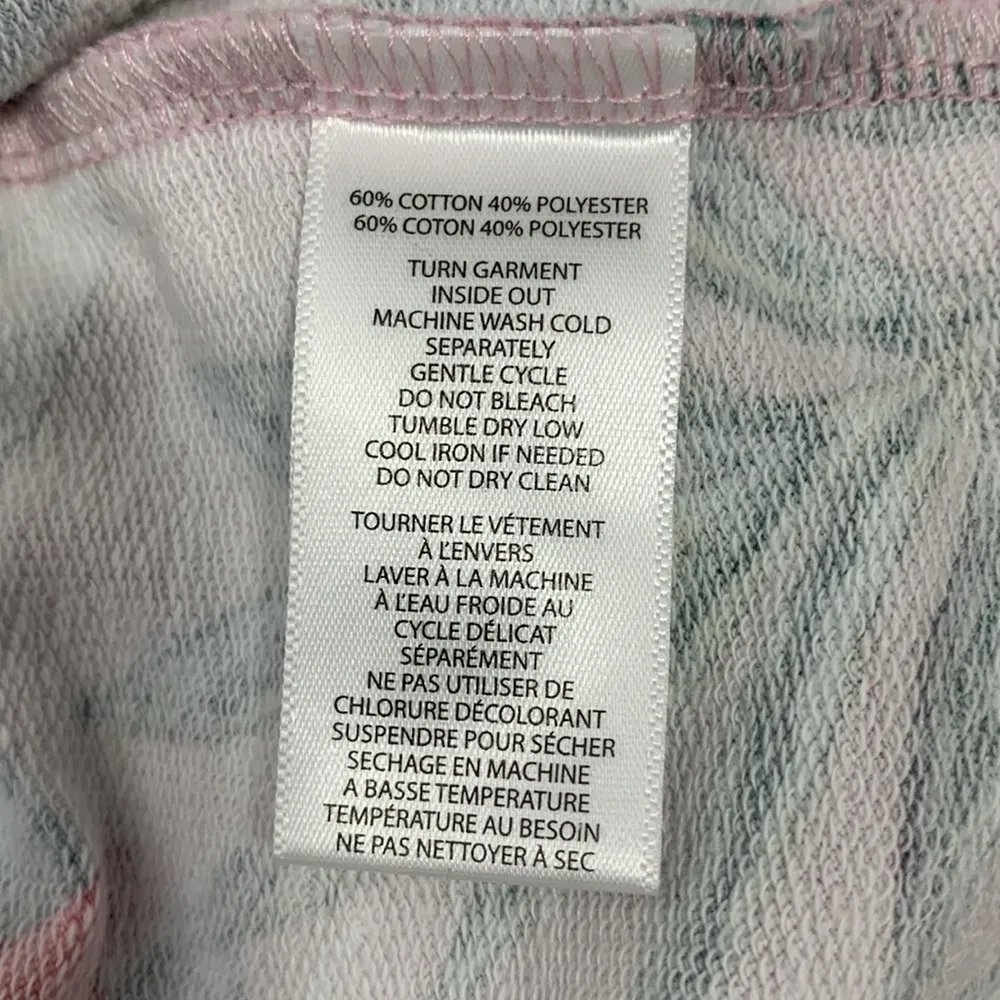 60% COTTON 40% POLYESTER
60% COTON 40% POLYESTER
TURN GARMENT
INSIDE OUT
MACHINE WASH COLD
SEPARATELY
GENTLE CYCLE
DO NOT BLEACH
TUMBLE DRY LOW
COOL IRON IF NEEDED
DO NOT DRY CLEAN
TOURNER LE VÉTEMENT
À L'ENVERS
LAVER À LA MACHINE
À L'EAU FROIDE AU
CYCLE DÉLICAT
SÉPARÉMENT
NE PAS UTILISER DE
CHLORURE DÉCOLORANT
SUSPENDRE POUR SÉCHER
SECHAGE EN MACHINE
A BASSE TEMPERATURE
TEMPÉRATURE AU BESOiN
NE PAS NETTOYER À SEC